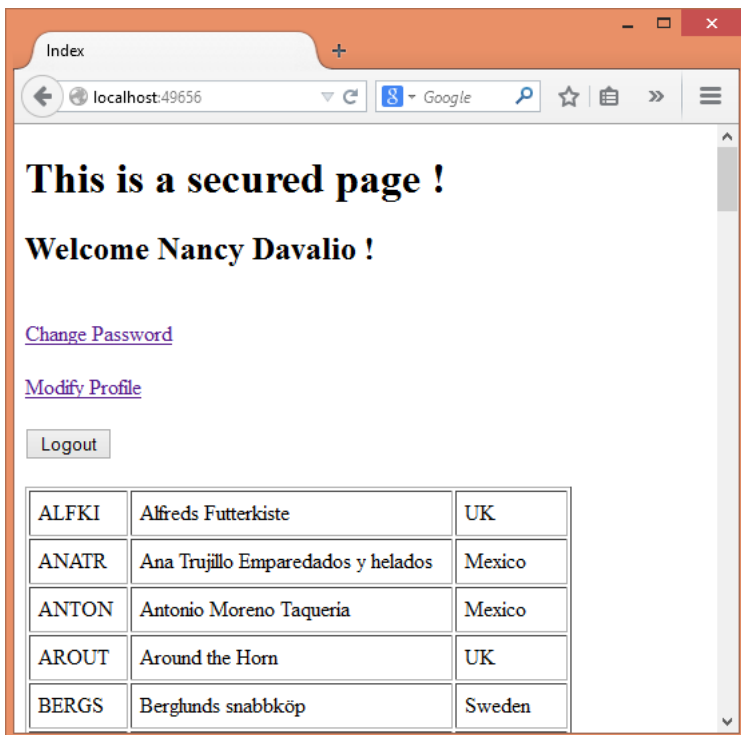 Index
localhost:49656
8 Google
This is a secured page !
Welcome Nancy Davalio !
Change Password
Modify Profile
Logout
ALFKI Alfreds Futterkiste UK
ANATR Ana Trujillo Emparedados y helados Mexico
ANTON Antonio Moreno Taqueria Mexico
AROUT Around the Horn UK
BERGS Berglunds snabbköp Sweden